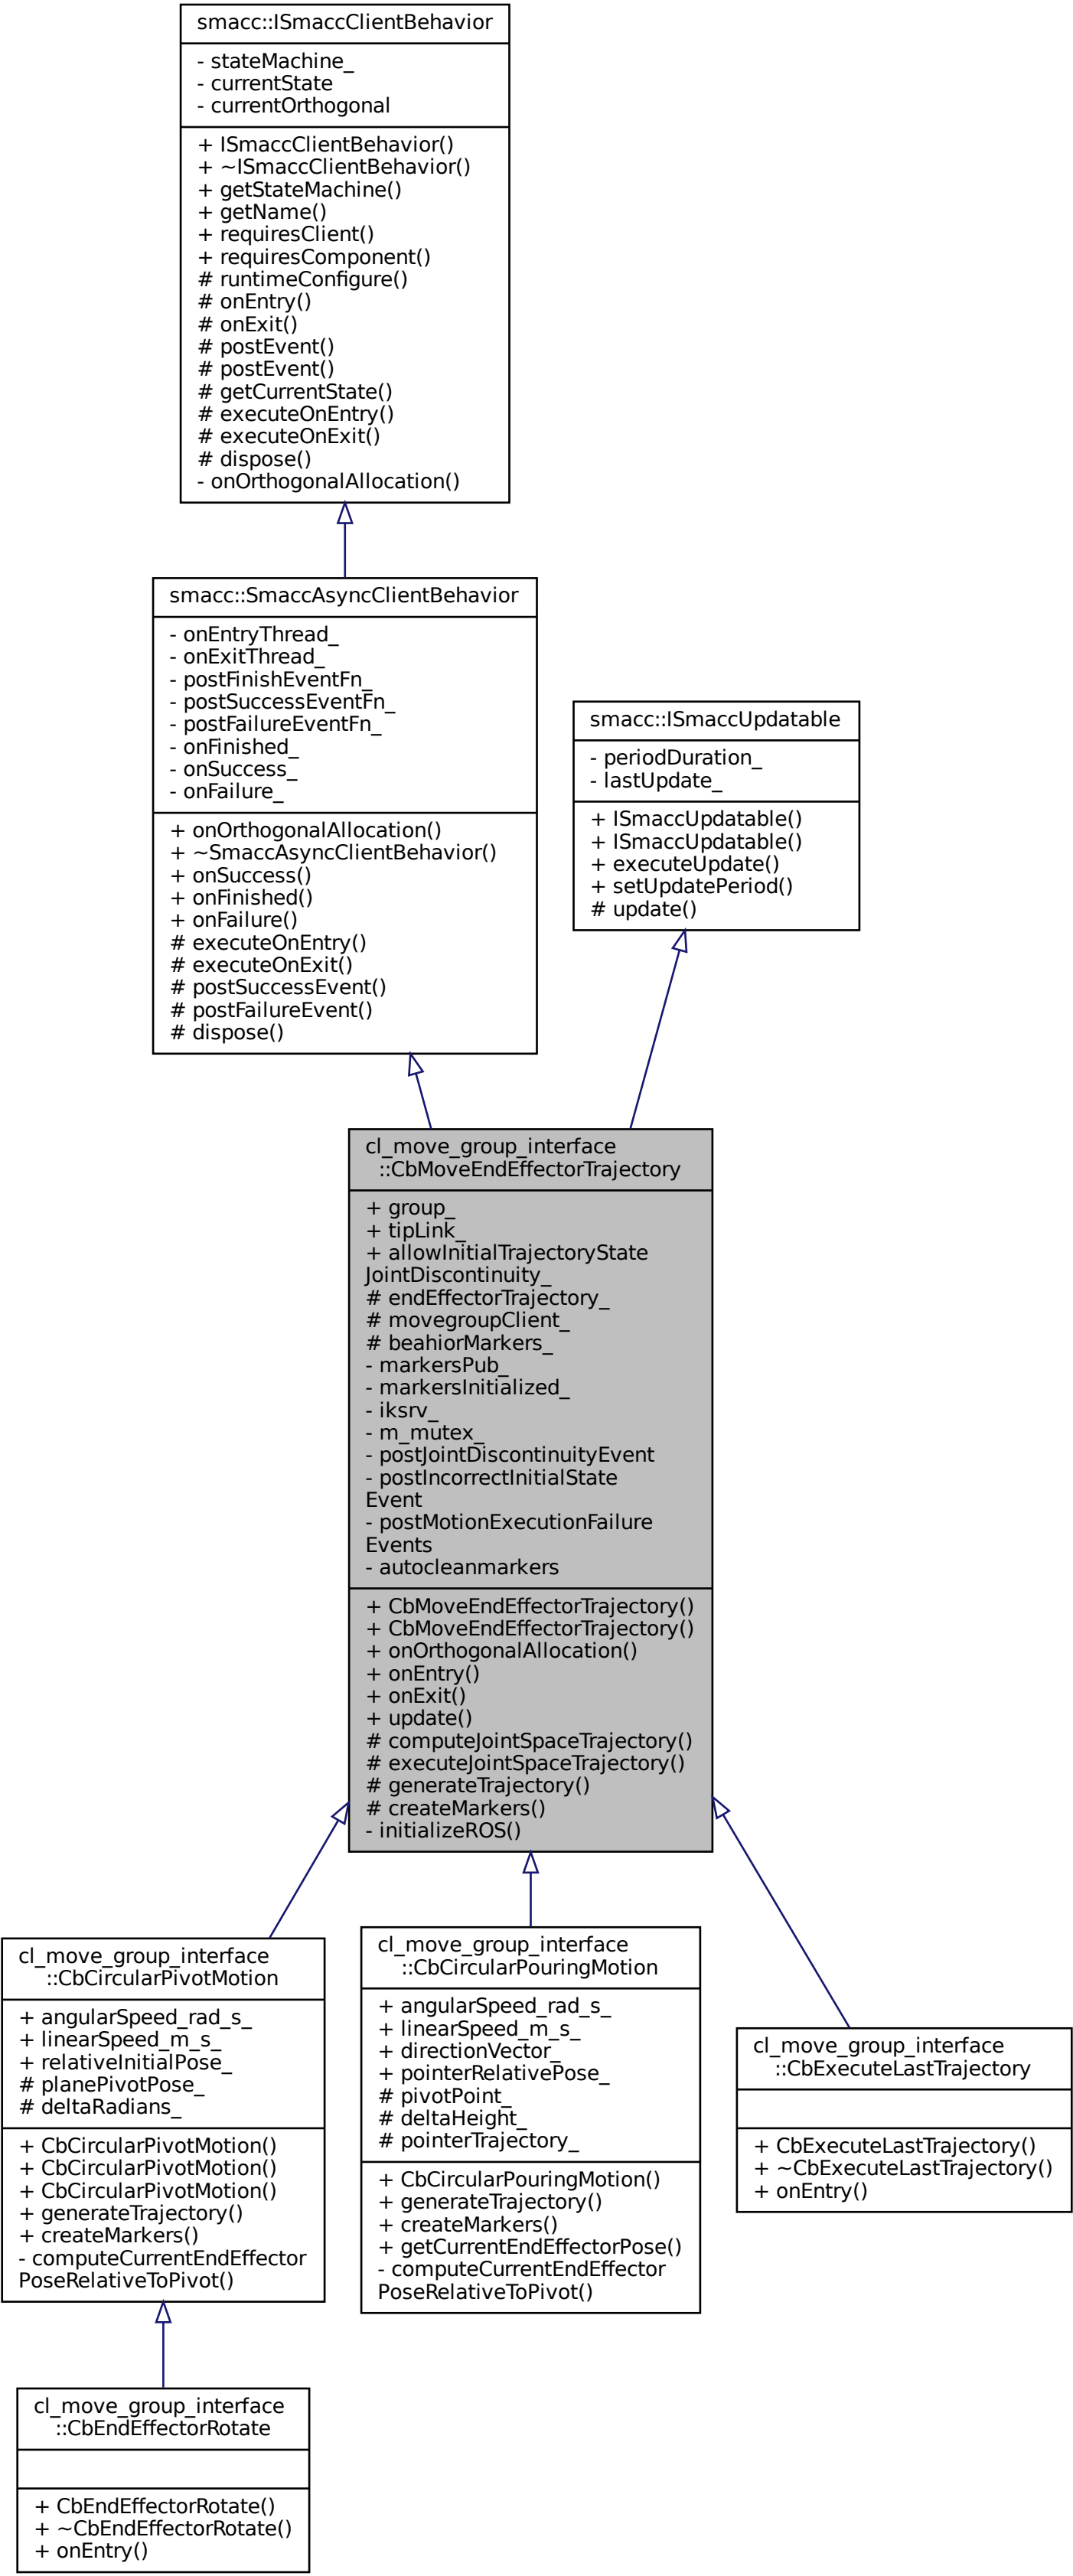 smacc::ISmaccClientBehavior
- stateMachine_
- currentState
- currentOrthogonal
+ ISmaccClientBehavior()
+ ~ISmaccClientBehavior()
+ getStateMachine()
+ getName()
+ requiresClient()
+ requiresComponent()
# runtimeConfigure()
# onEntry()
# onExit()
# postEvent()
# postEvent()
# getCurrentState()
# executeOnEntry()
# executeOnExit()
# dispose()
- onOrthogonalAllocation()
smacc::SmaccAsyncClientBehavior
- onEntryThread_
- onExitThread_
- postFinishEventFn_
- postSuccessEventFn_
- postFailureEventFn_
- onFinished_
- onSuccess_
- onFailure_
+ onOrthogonalAllocation()
+ ~SmaccAsyncClientBehavior()
+ onSuccess()
+ onFinished()
+ onFailure()
# executeOnEntry()
# executeOnExit()
# postSuccessEvent()
# postFailureEvent()
# dispose()
smacc::ISmaccUpdatable
- periodDuration_
- lastUpdate_
+ ISmaccUpdatable()
+ ISmaccUpdatable()
+ executeUpdate()
+ setUpdatePeriod()
# update()
cl_move_group_interface
::CbMoveEndEffectorTrajectory
+ group_
+ tipLink_
+ allowInitialTrajectoryState
JointDiscontinuity_
# endEffectorTrajectory_
# movegroupClient_
# beahiorMarkers_
- markersPub_
- markersInitialized_
- iksrv_
- m_mutex_
- postJointDiscontinuityEvent
- postIncorrectInitialState
Event
- postMotionExecutionFailure
Events
- autocleanmarkers
+ CbMoveEndEffectorTrajectory()
+ CbMoveEndEffectorTrajectory()
+ onOrthogonalAllocation()
+ onEntry()
+ onExit()
+ update()
# computeJointSpaceTrajectory()
# executeJointSpaceTrajectory()
# generateTrajectory()
# createMarkers()
- initializeROS()
cl_move_group_interface
::CbCircularPivotMotion
+ angularSpeed_rad_s_
+ linearSpeed_m_s_
+ relativeInitialPose_
# planePivotPose_
# deltaRadians_
+ CbCircularPivotMotion()
+ CbCircularPivotMotion()
+ CbCircularPivotMotion()
+ generateTrajectory()
+ createMarkers()
- computeCurrentEndEffector
PoseRelativeToPivot()
cl_move_group_interface
::CbCircularPouringMotion
+ angularSpeed_rad_s_
+ linearSpeed_m_s_
+ directionVector_
+ pointerRelativePose_
# pivotPoint_
# deltaHeight_
# pointerTrajectory_
+ CbCircularPouringMotion()
+ generateTrajectory()
+ createMarkers()
+ getCurrentEndEffectorPose()
- computeCurrentEndEffector
PoseRelativeToPivot()
cl_move_group_interface
::CbExecuteLastTrajectory
+ CbExecuteLastTrajectory()
+ ~CbExecuteLastTrajectory()
+ onEntry()
cl_move_group_interface
::CbEndEffectorRotate
+ CbEndEffectorRotate()
+ ~CbEndEffectorRotate()
+ onEntry()